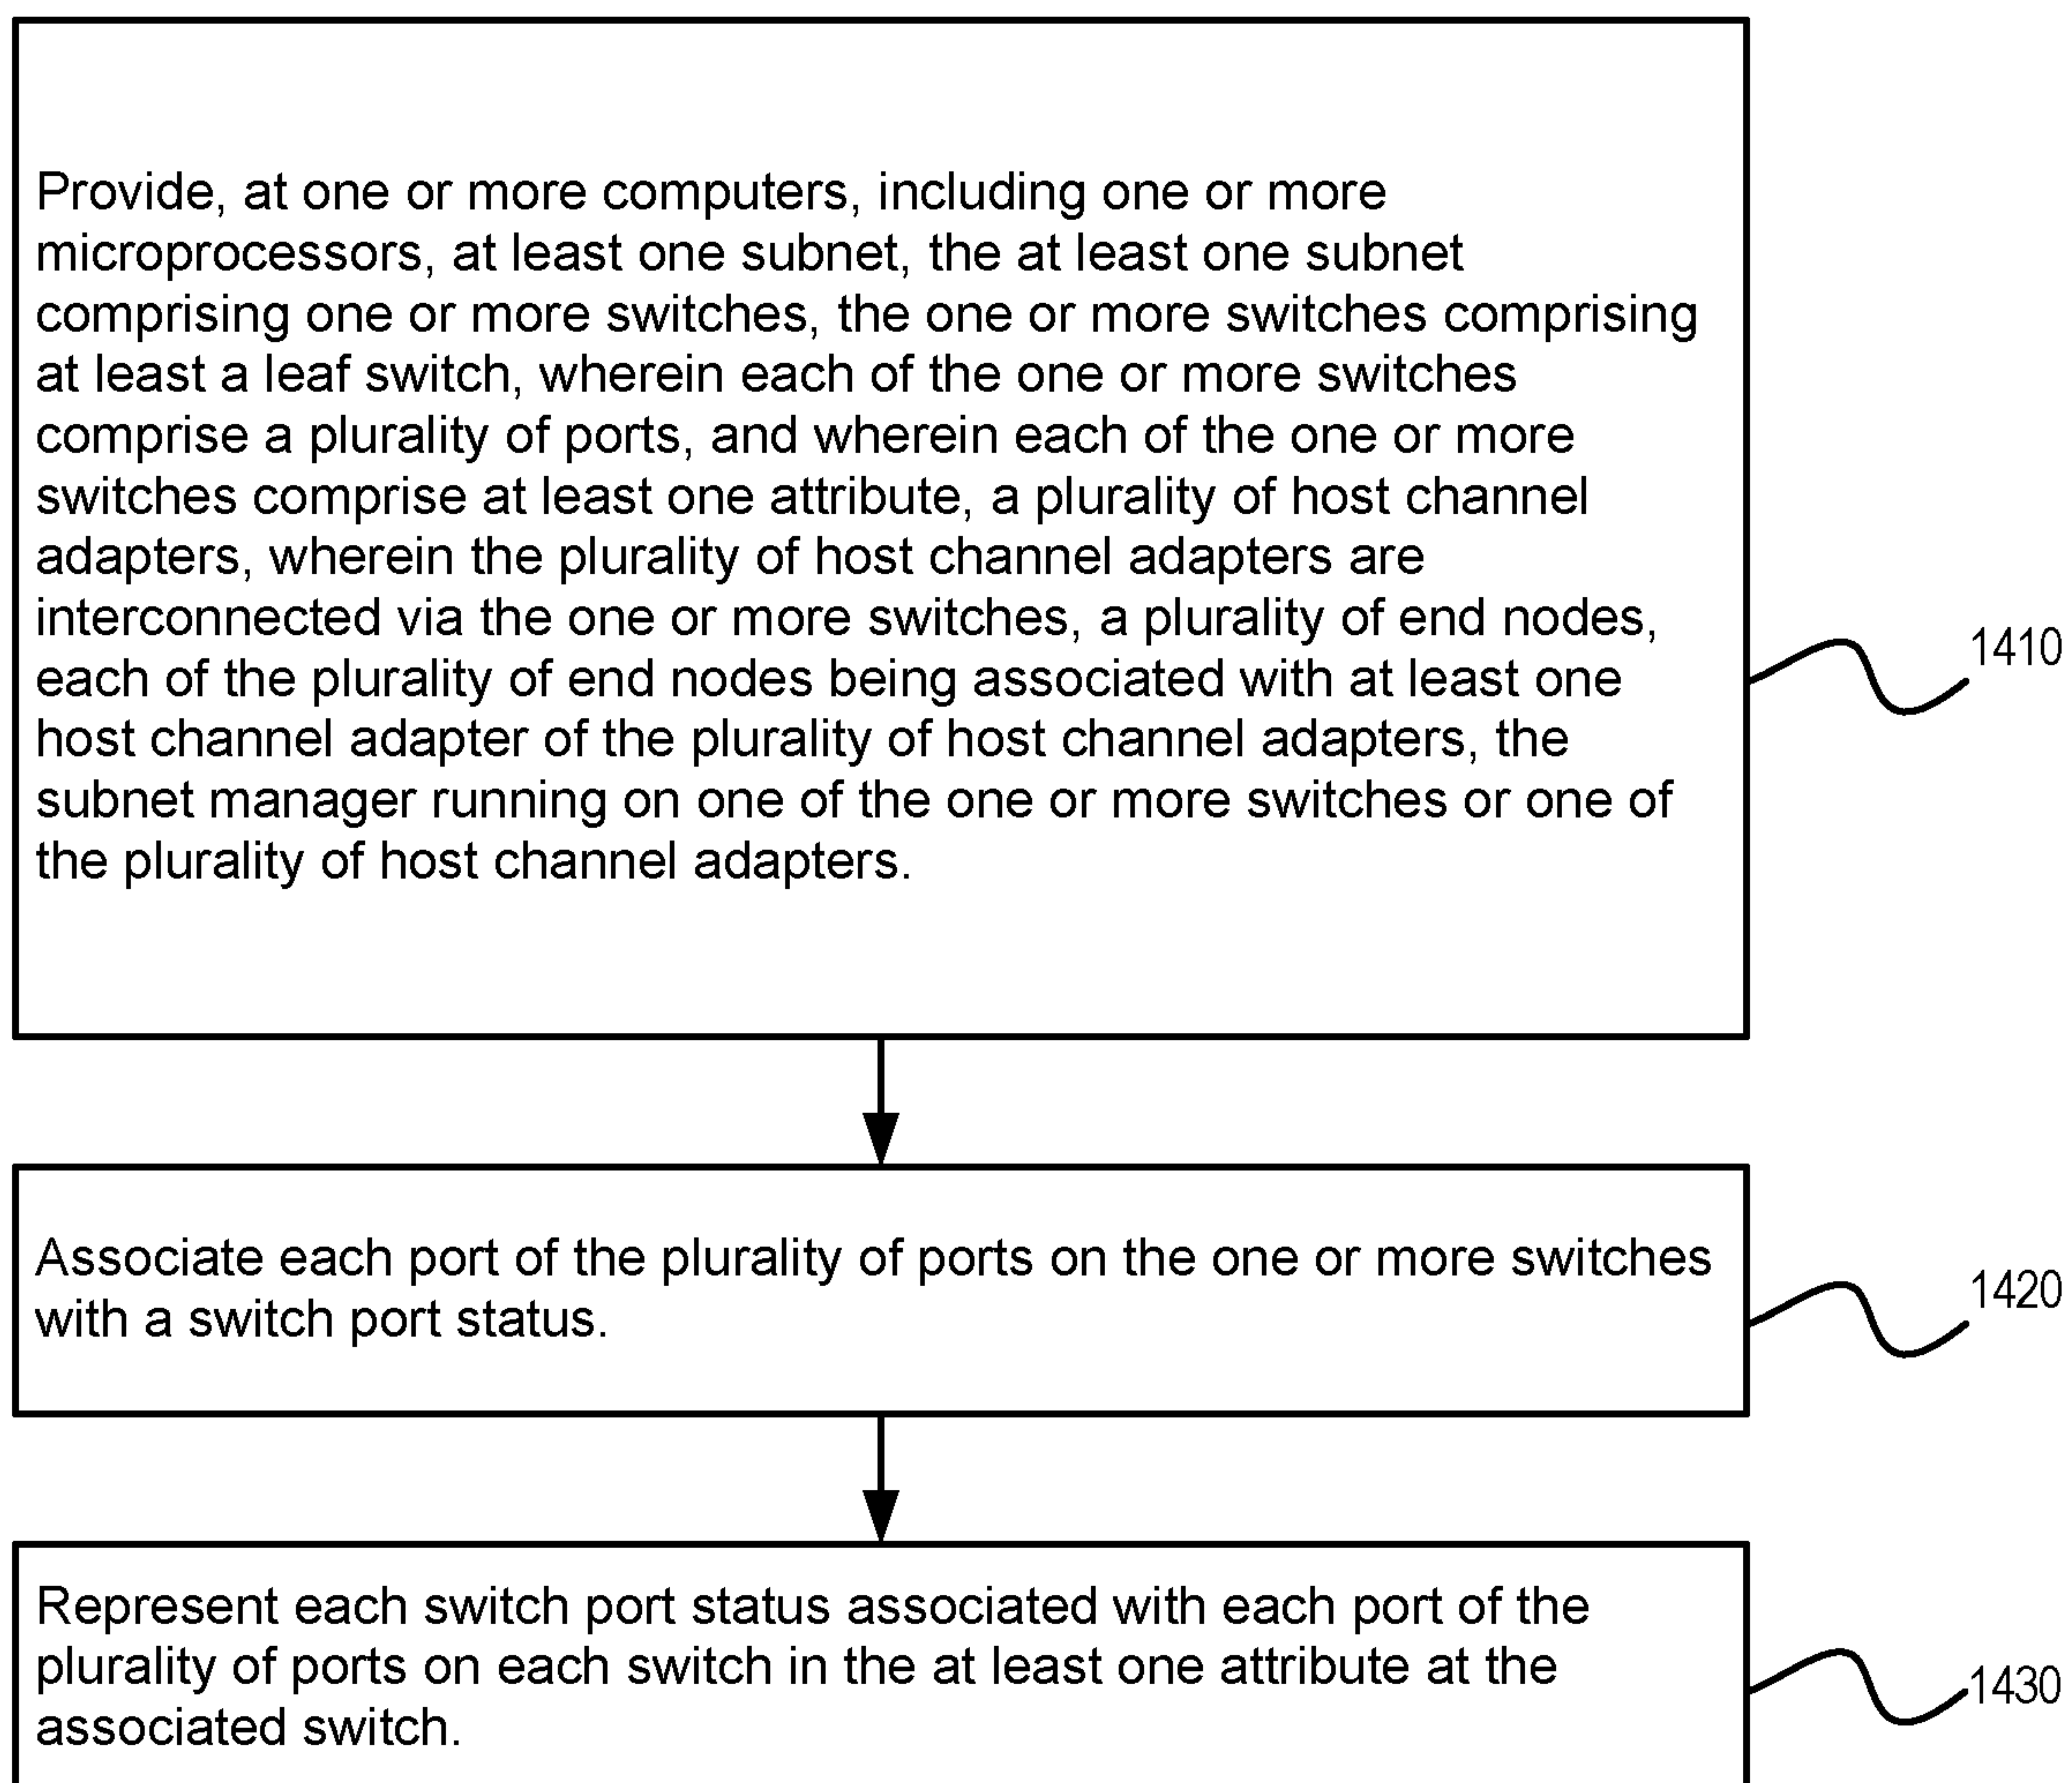 Provide, at one or more computers, including one or more
microprocessors, at least one subnet, the at least one subnet
comprising one or more switches, the one or more switches comprising
at least a leaf switch, wherein each of the one or more switches
comprise a plurality of ports, and wherein each of the one or more
switches comprise at least one attribute, a plurality of host channel
adapters, wherein the plurality of host channel adapters are
interconnected via the one or more switches, a plurality of end nodes,
each of the plurality of end nodes being associated with at least one
host channel adapter of the plurality of host channel adapters, the
subnet manager running on one of the one or more switches or one of
the plurality of host channel adapters.
1410
Associate each port of the plurality of ports on the one or more switches
with a switch port status.
1420
Represent each switch port status associated with each port of the
plurality of ports on each switch in the at least one attribute at the
associated switch.
1430